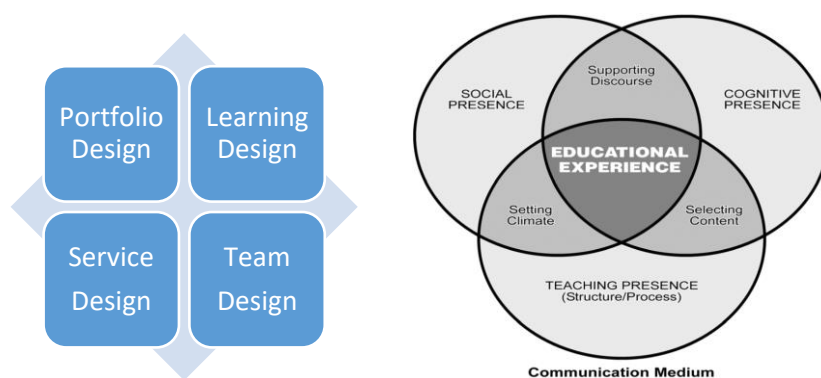 Portfolio
Design
Learning
Design
Service
Design
Team
Design
SOCIAL
PRESENCE
Supporting
Discourse
COGNITIVE
PRESENCE
EDUCATIONAL
EXPERIENCE
Setting
Climate
Selecting
Content
TEACHING PRESENCE
(Structure/Process)
Communication Medium